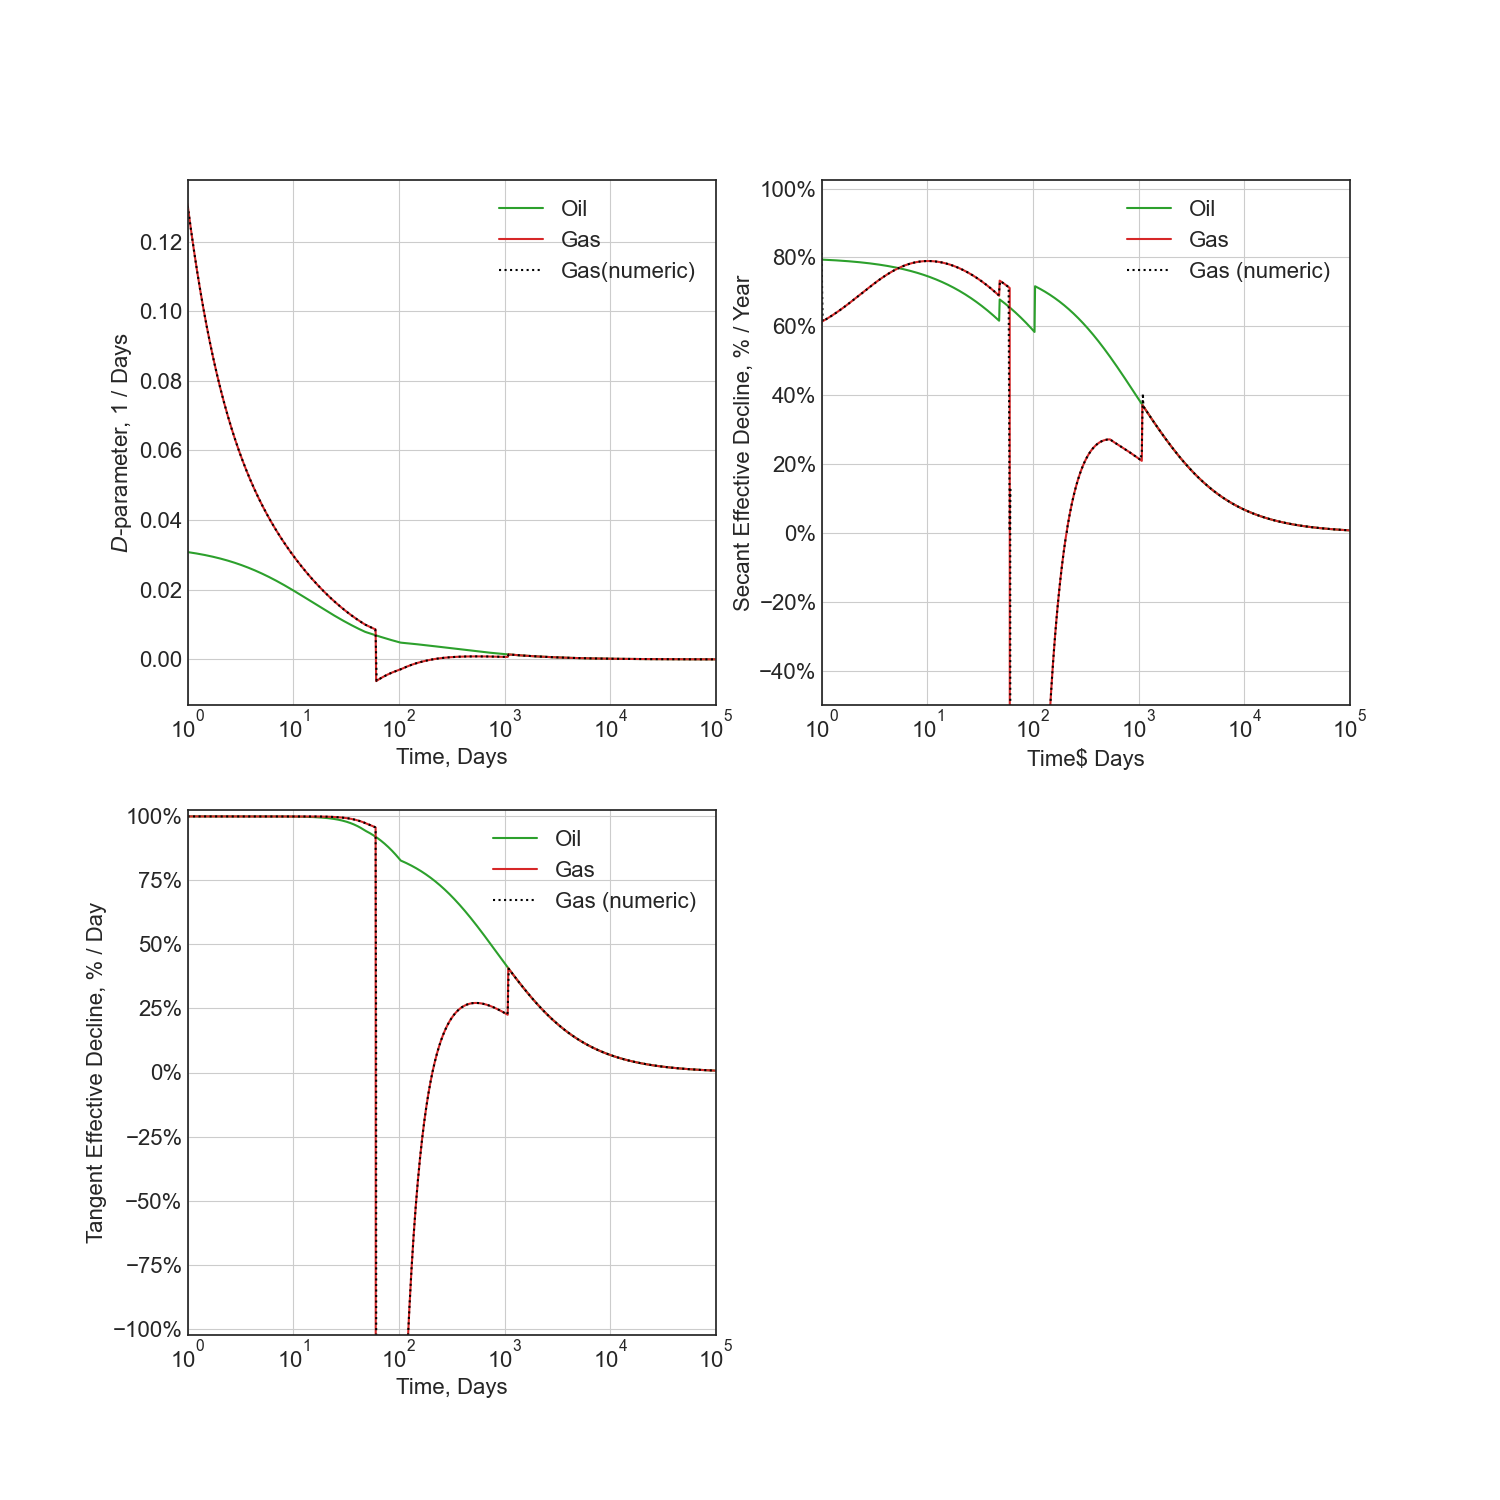 0.12
0.10
0.08
0.06
0.04
0.02
0.00
D-parameter, 1 / Days
Oil
Gas
Gas(numeric)
10^0 10^1 10^2 10^3 10^4 10^5
Time, Days
100%
80%
60%
40%
20%
0%
−20%
−40%
Secant Effective Decline, % / Year
Oil
Gas
Gas (numeric)
10^0 10^1 10^2 10^3 10^4 10^5
Time$ Days
100%
75%
50%
25%
0%
−25%
−50%
−75%
−100%
Tangent Effective Decline, % / Day
Oil
Gas
Gas (numeric)
10^0 10^1 10^2 10^3 10^4 10^5
Time, Days